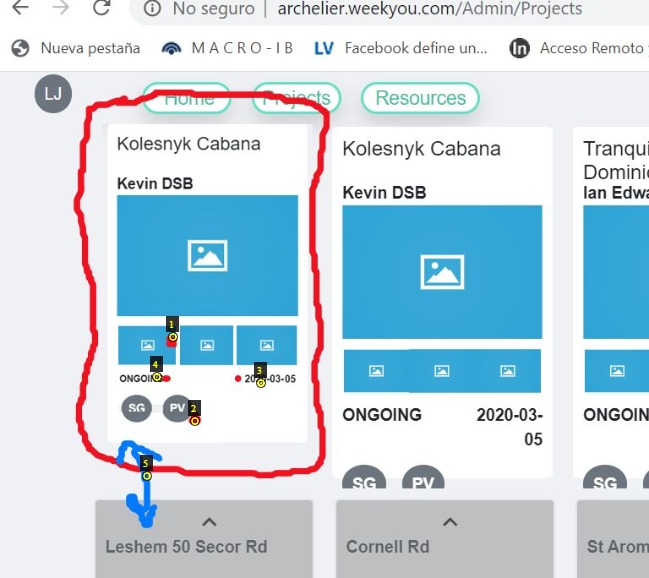 No seguro | archelier.weekyou.com/Admin/Projects
Nueva pestaña M A C R O - I B LV Facebook define un... In Acceso Remoto
LJ Home Projects Resources
Kolesnyk Cabana
Kevin DSB
1
4
3
ONGOING 2020-03-05
SG PV 2
5
Leshem 50 Secor Rd
Kolesnyk Cabana
Kevin DSB
ONGOING 2020-03-
05
SG PV
Cornell Rd
Tranqui
Dominic
Ian Edwa
ONGOIN
SG
St Arom